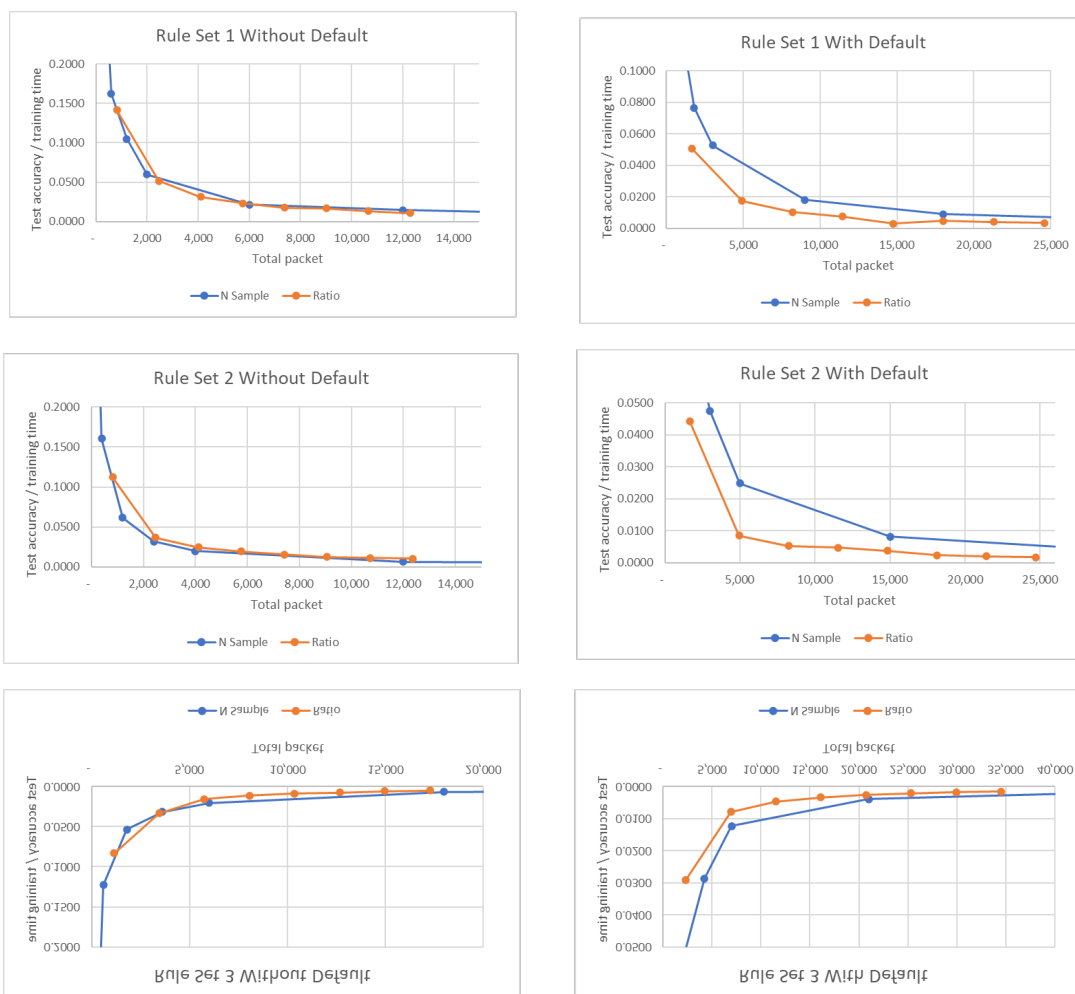 Rule Set 1 Without Default
Test accuracy / training time
0.2000
0.1500
0.1000
0.0500
0.0000
- 2,000 4,000 6,000 8,000 10,000 12,000 14,000
Total packet
N Sample Ratio
Rule Set 1 With Default
Test accuracy / training time
0.1000
0.0800
0.0600
0.0400
0.0200
0.0000
- 5,000 10,000 15,000 20,000 25,000
Total packet
N Sample Ratio
Rule Set 2 Without Default
Test accuracy / training time
0.2000
0.1500
0.1000
0.0500
0.0000
- 2,000 4,000 6,000 8,000 10,000 12,000 14,000
Total packet
N Sample Ratio
Rule Set 2 With Default
Test accuracy / training time
0.0500
0.0400
0.0300
0.0200
0.0100
0.0000
- 5,000 10,000 15,000 20,000 25,000
Total packet
N Sample Ratio
N Sample Ratio
Total packet
- 5,000 10,000 15,000 20,000
0.0000
0.0500
0.1000
0.1500
0.2000
Test accuracy / training time
Rule Set 3 Without Default
N Sample Ratio
Total packet
- 5,000 10,000 15,000 20,000 25,000 30,000 35,000 40,000
0.0000
0.0100
0.0200
0.0300
0.0400
0.0500
Test accuracy / training time
Rule Set 3 With Default